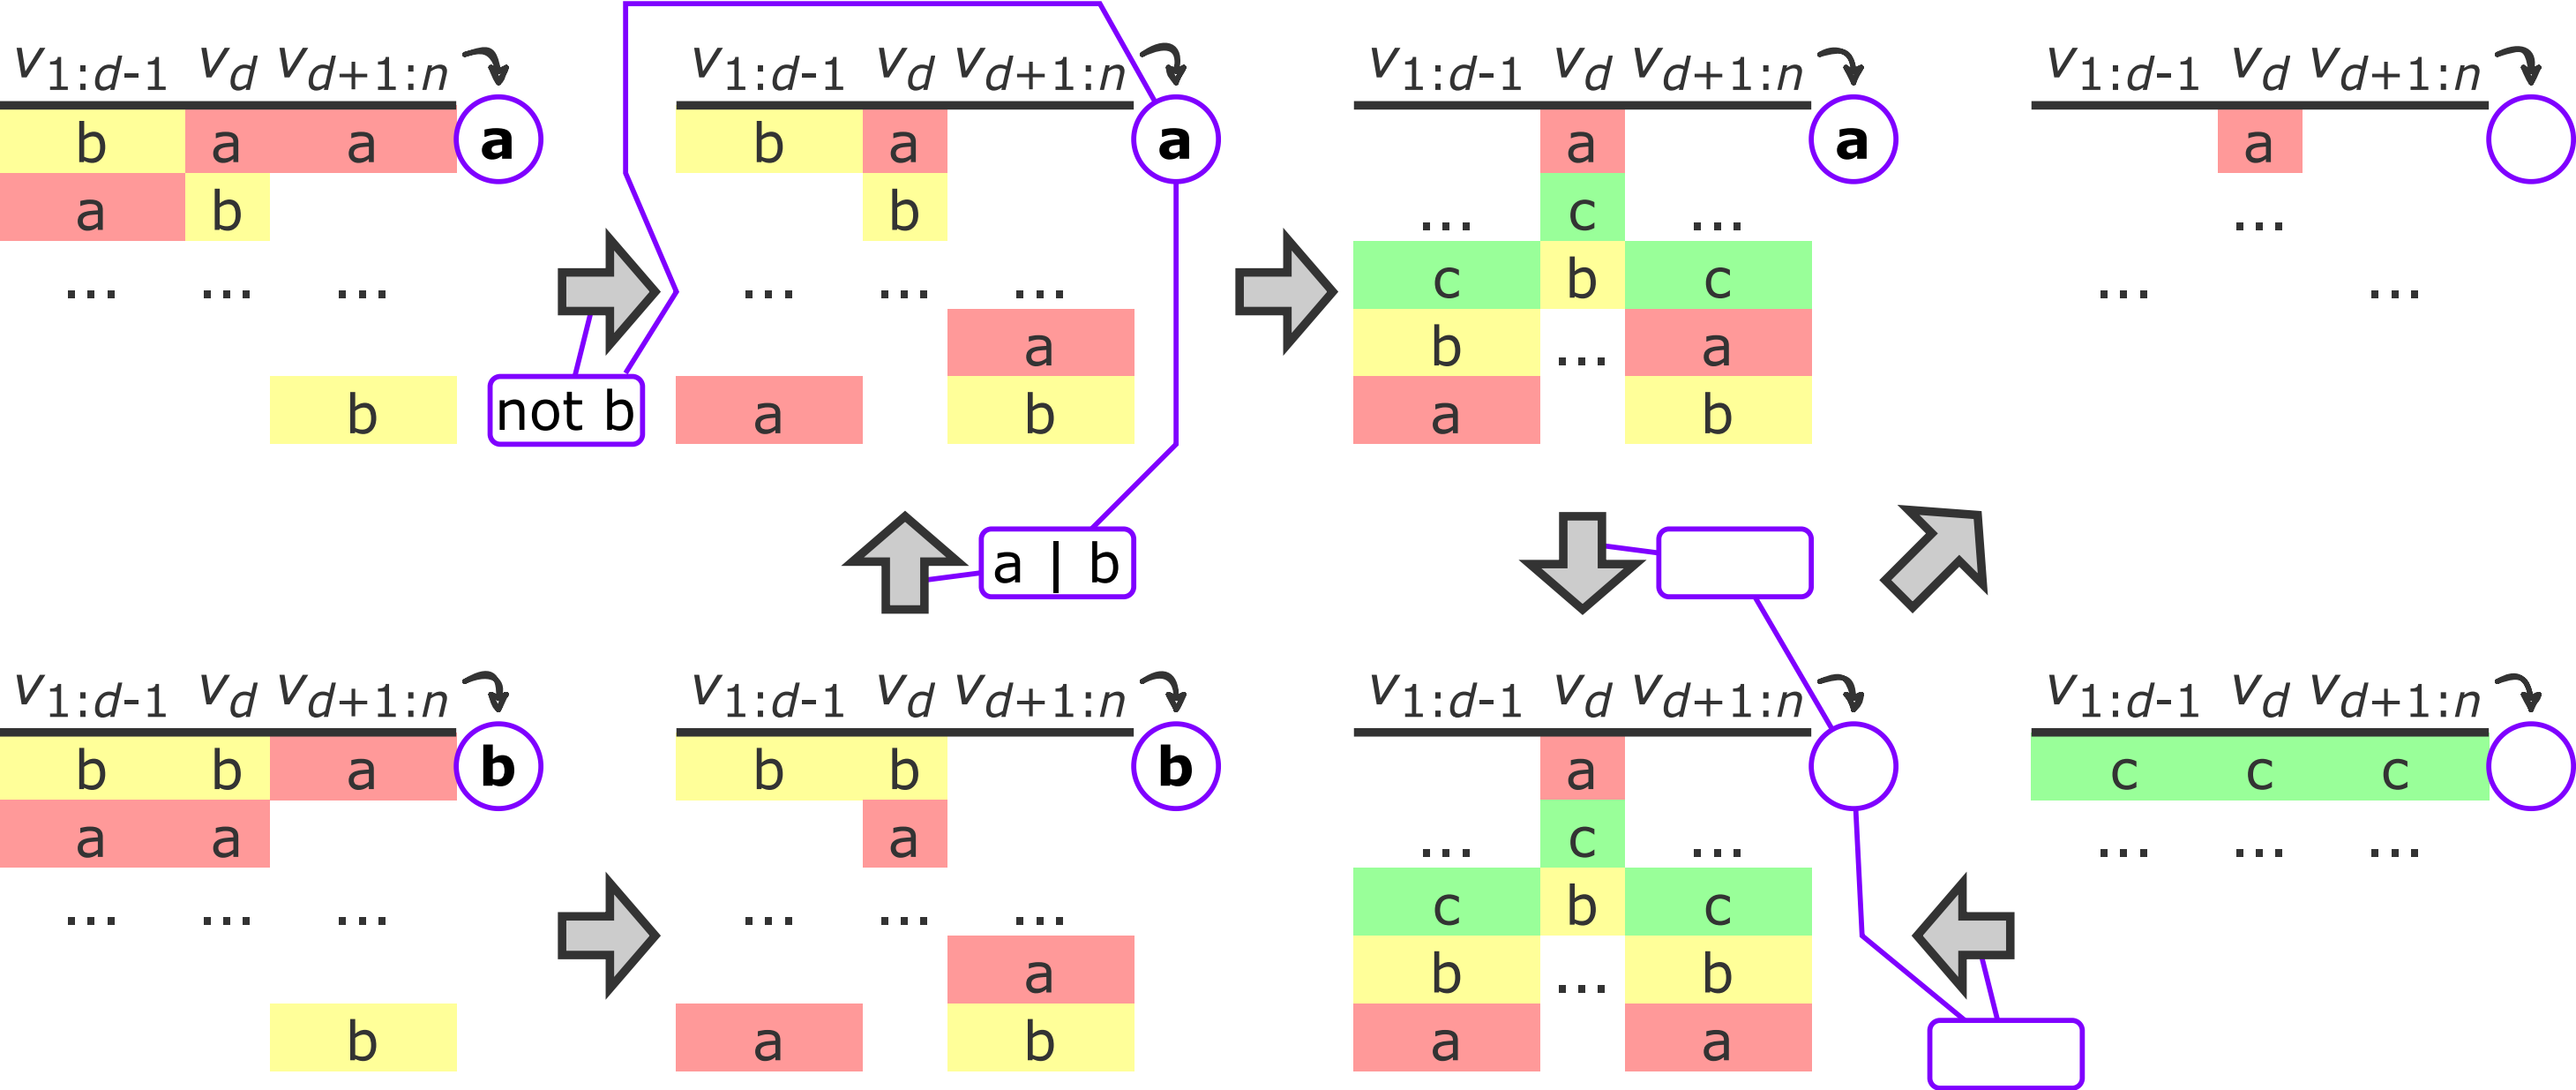 v1:d-1 vd vd+1:n
b a a a
a b
... ... ...
b
not b
v1:d-1 vd vd+1:n
b a a
b
... ... ...
a
a b
a | b
v1:d-1 vd vd+1:n
a a
... c ...
c b c
b ... a
a b
v1:d-1 vd vd+1:n
a
...
... ...
v1:d-1 vd vd+1:n
b b a b
a a
... ... ...
b
v1:d-1 vd vd+1:n
b b b
a
... ... ...
a
a b
v1:d-1 vd vd+1:n
a
... c ...
c b c
b ... b
a a
v1:d-1 vd vd+1:n
c c c
... ... ...